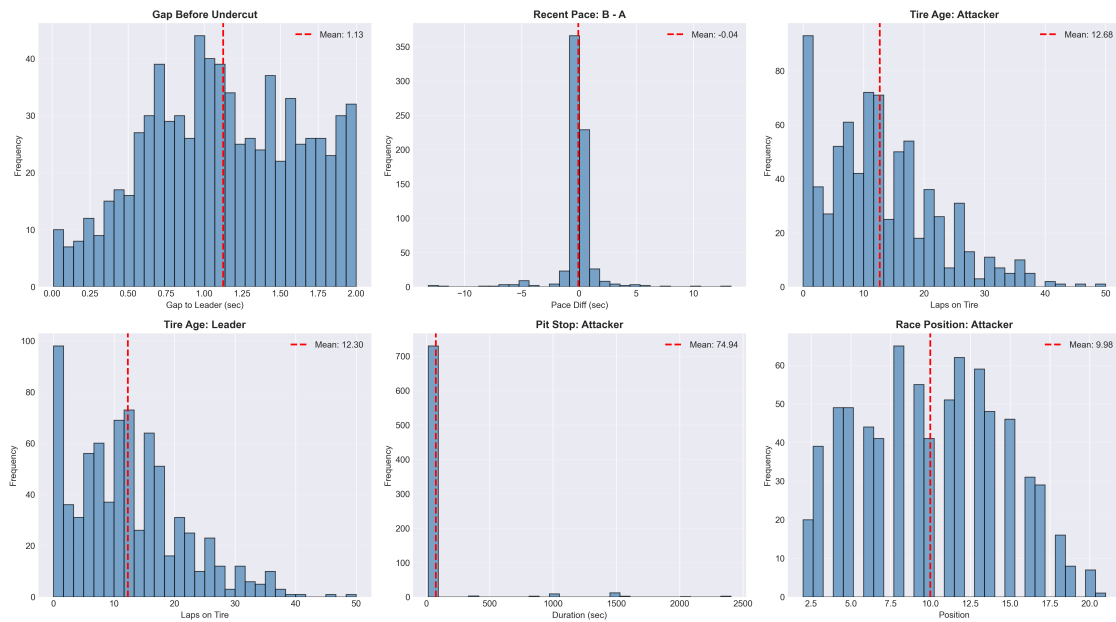 Gap Before Undercut
Mean: 1.13
Frequency
40
30
20
10
0
0.00 0.25 0.50 0.75 1.00 1.25 1.50 1.75 2.00
Gap to Leader (sec)
Recent Pace: B - A
Mean: -0.04
Frequency
350
300
250
200
150
100
50
0
−10 −5 0 5 10
Pace Diff (sec)
Tire Age: Attacker
Mean: 12.68
Frequency
80
60
40
20
0
0 10 20 30 40 50
Laps on Tire
Tire Age: Leader
Mean: 12.30
Frequency
100
80
60
40
20
0
0 10 20 30 40 50
Laps on Tire
Pit Stop: Attacker
Mean: 74.94
Frequency
700
600
500
400
300
200
100
0
0 500 1000 1500 2000 2500
Duration (sec)
Race Position: Attacker
Mean: 9.98
Frequency
60
50
40
30
20
10
0
2.5 5.0 7.5 10.0 12.5 15.0 17.5 20.0
Position